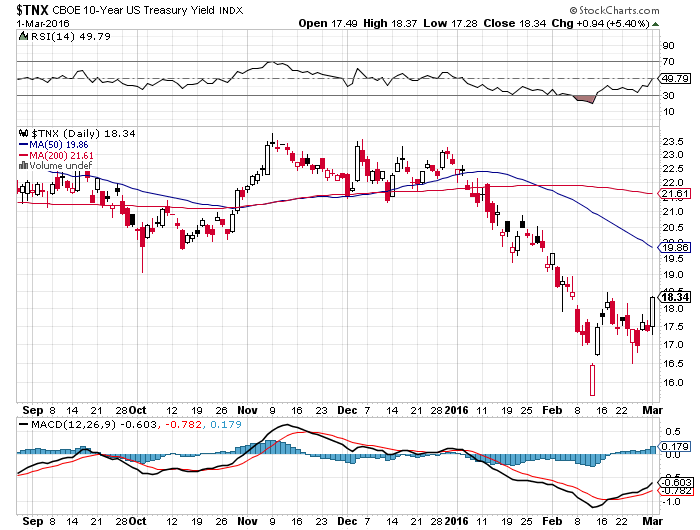 $TNX CBOE 10-Year US Treasury Yield INDX © StockCharts.com
1-Mar-2016 Open 17.49 High 18.37 Low 17.28 Close 18.34 Chg +0.94 (+5.40%)
RSI(14) 49.79
90
70
49.79
30
10
$TNX (Daily) 18.34
MA(50) 19.86
MA(200) 21.61
Volume undef
23.5
23.0
22.5
22.0
21.61
21.0
20.5
19.86
19.5
19.0
18.5
18.34
17.5
17.0
16.5
16.0
Sep 8 14 21 28 Oct 12 19 26 Nov 9 16 23 Dec 7 14 21 28 2016 11 19 25 Feb 8 16 22 Mar
MACD(12,26,9) -0.603, -0.782, 0.179
0.5
0.179
0.0
-0.603
-0.782
-1.0
Sep 8 14 21 28 Oct 12 19 26 Nov 9 16 23 Dec 7 14 21 28 2016 11 19 25 Feb 8 16 22 Mar